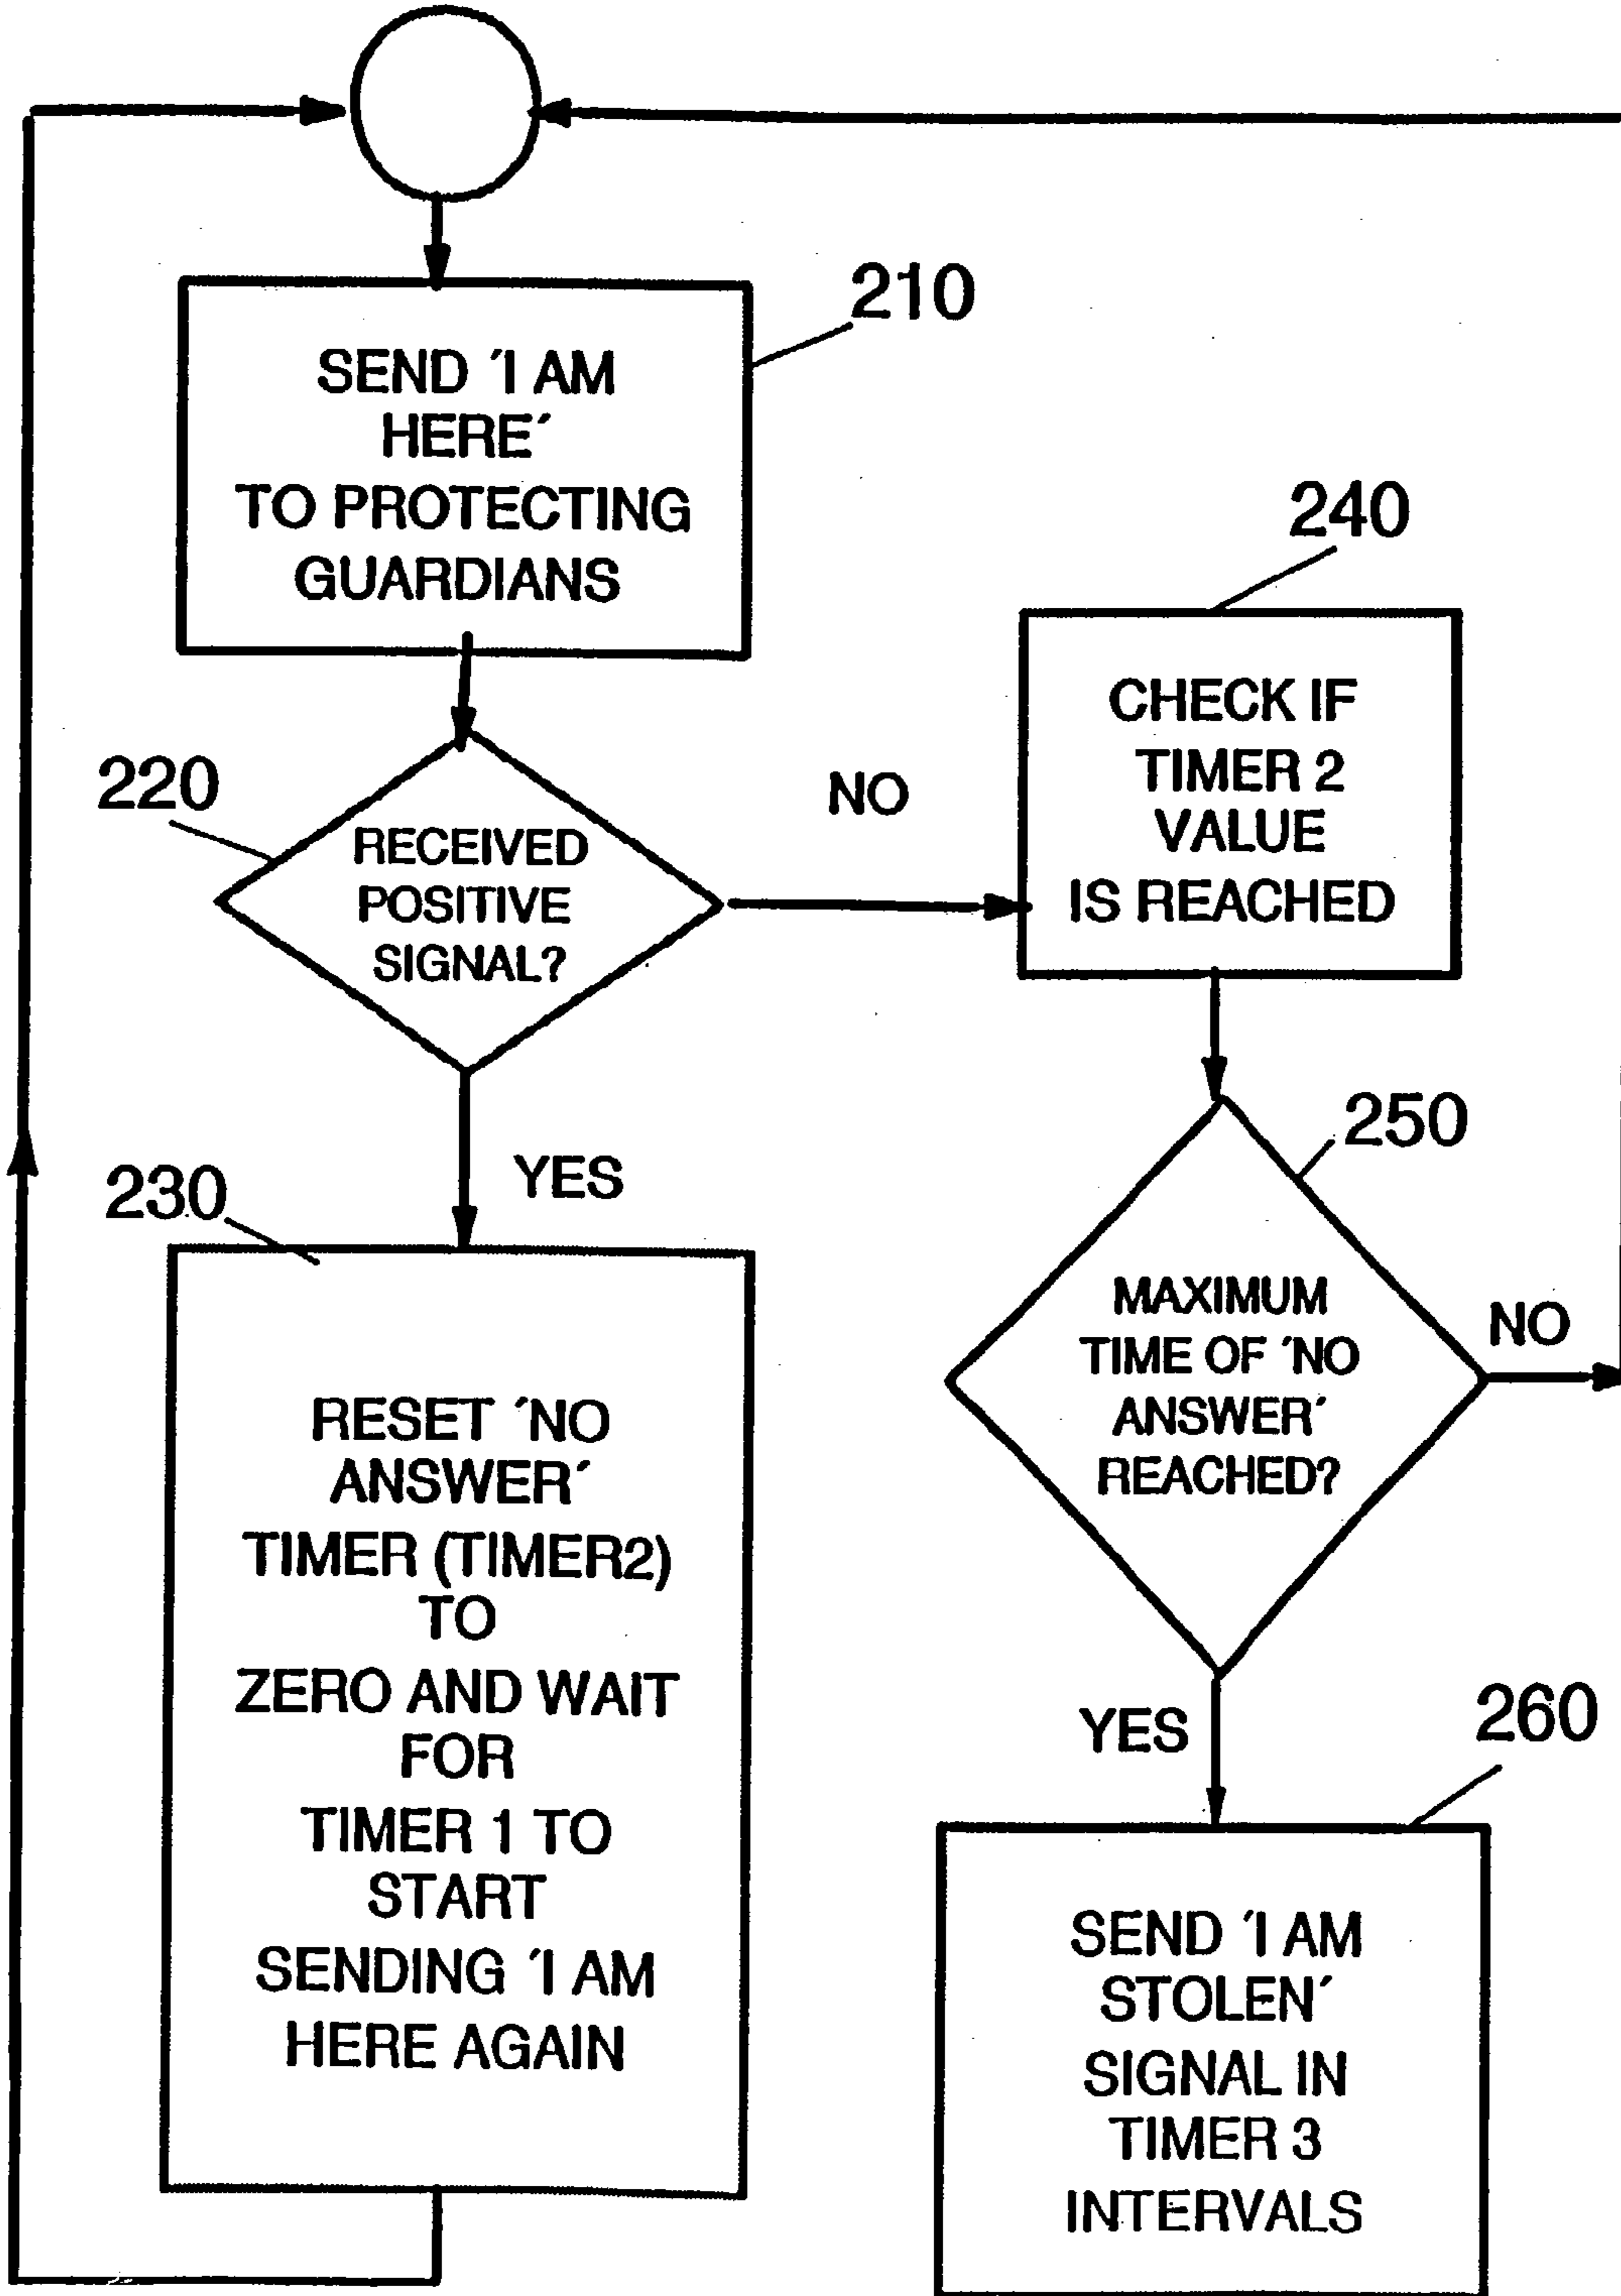 210
SEND 'I AM
HERE'
TO PROTECTING
GUARDIANS
220
RECEIVED
POSITIVE
SIGNAL?
NO
240
CHECK IF
TIMER 2
VALUE
IS REACHED
YES
230
RESET 'NO
ANSWER'
TIMER (TIMER2)
TO
ZERO AND WAIT
FOR
TIMER 1 TO
START
SENDING 'I AM
HERE AGAIN
250
MAXIMUM
TIME OF 'NO
ANSWER'
REACHED?
NO
YES
260
SEND 'I AM
STOLEN'
SIGNAL IN
TIMER 3
INTERVALS